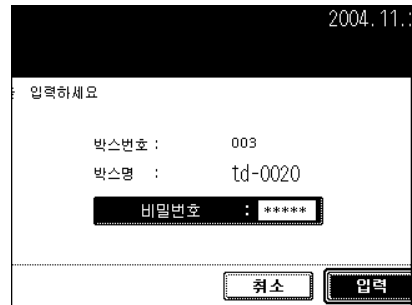 2004.11.
입력하세요
박스번호 : 003
박스명 : td-0020
비밀번호 : *****
취소 입력